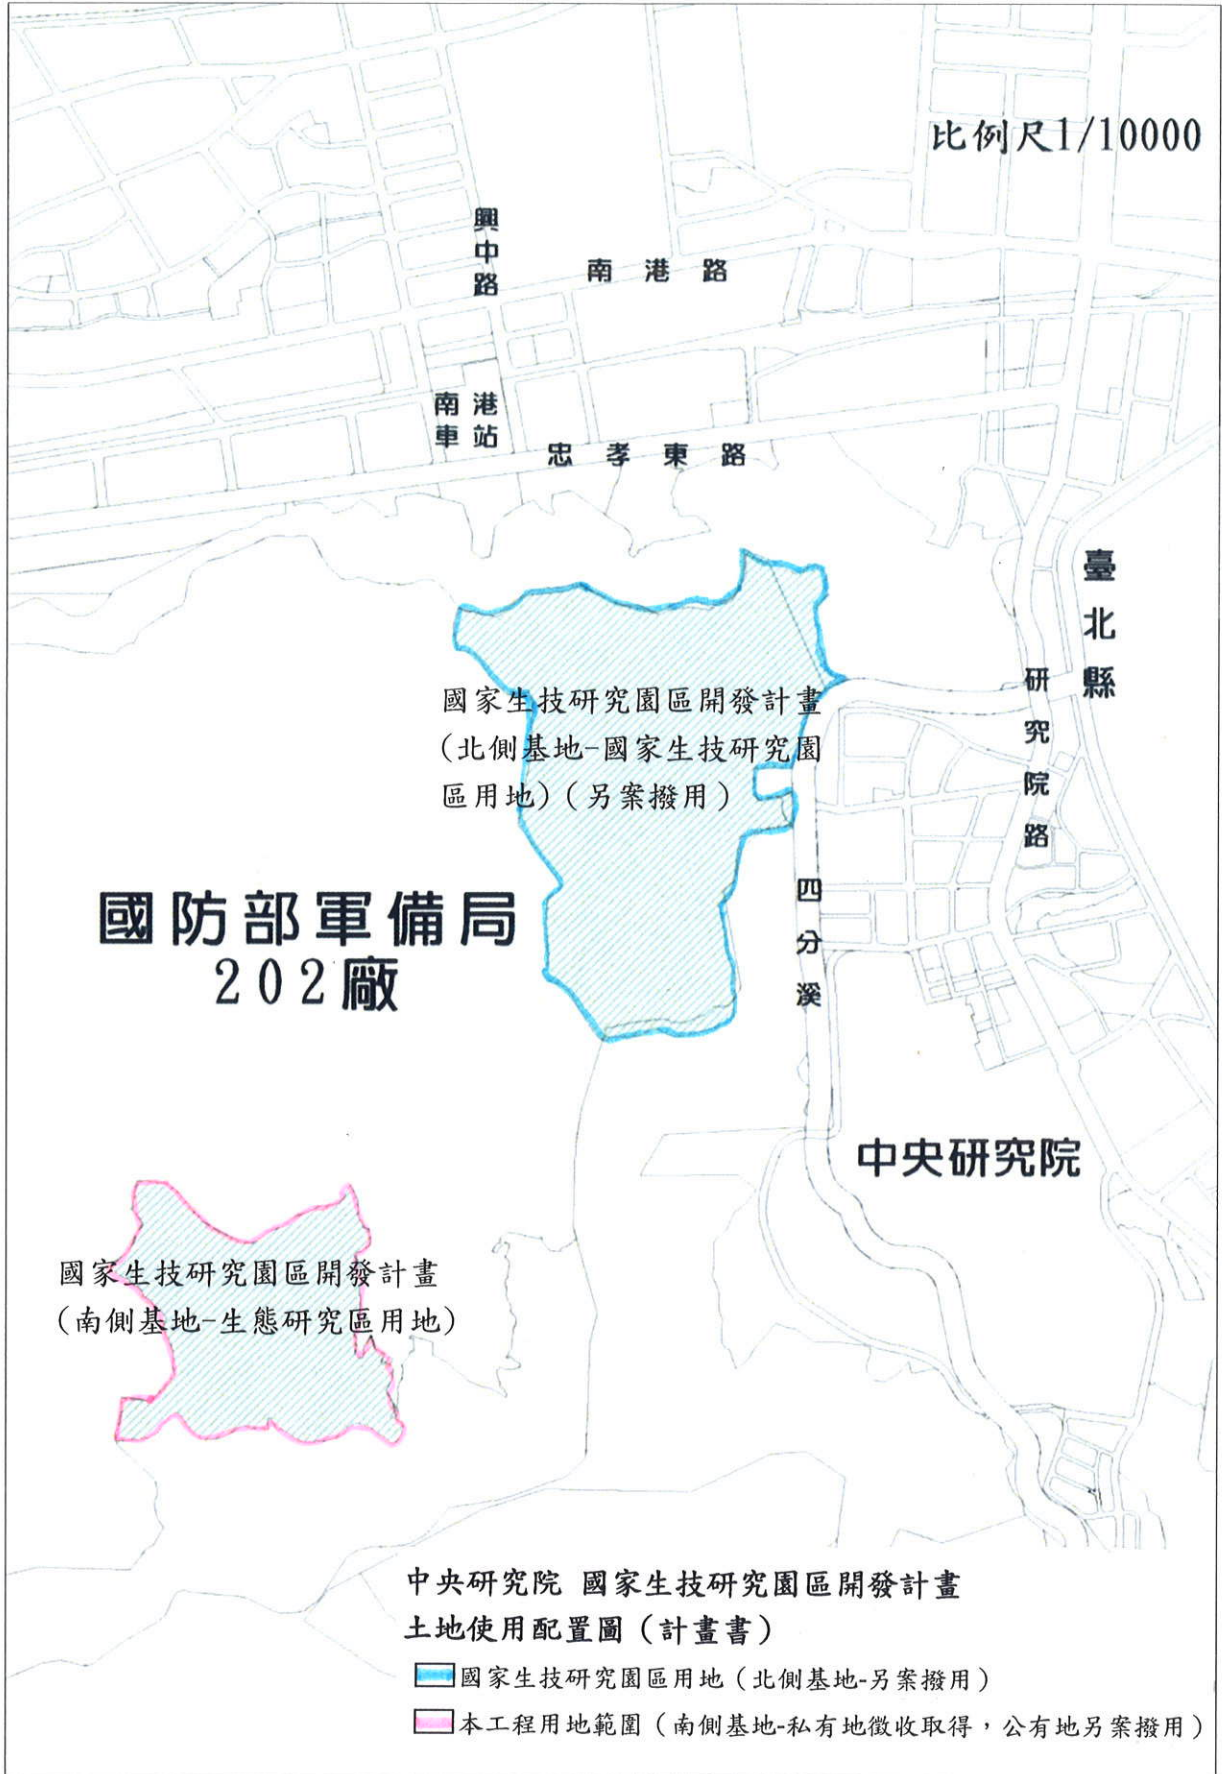 比例尺1/10000
興中路
南港路
南港
車站
忠孝東路
臺北縣
研究院路
國家生技研究園區開發計畫
(北側基地-國家生技研究園
區用地)(另案撥用)
四分溪
國防部軍備局
202廠
中央研究院
國家生技研究園區開發計畫
(南側基地-生態研究區用地)
中央研究院 國家生技研究園區開發計畫
土地使用配置圖(計畫書)
國家生技研究園區用地(北側基地-另案撥用)
本工程用地範圍(南側基地-私有地徵收取得,公有地另案撥用)